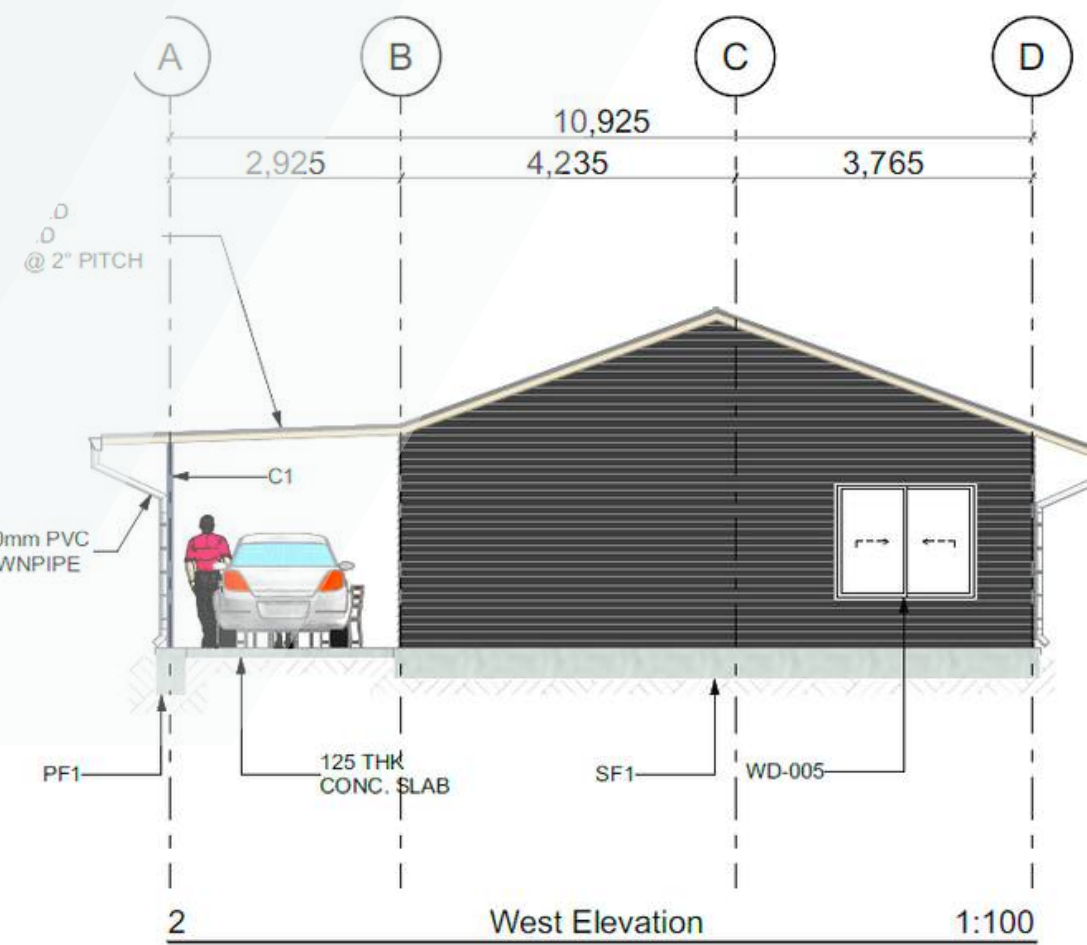 A B C D
10,925
2,925 4,235 3,765
.D
.D
@ 2° PITCH
C1
0mm PVC
WNPIPE
PF1
125 THK
CONC. SLAB
SF1
WD-005
2 West Elevation 1:100